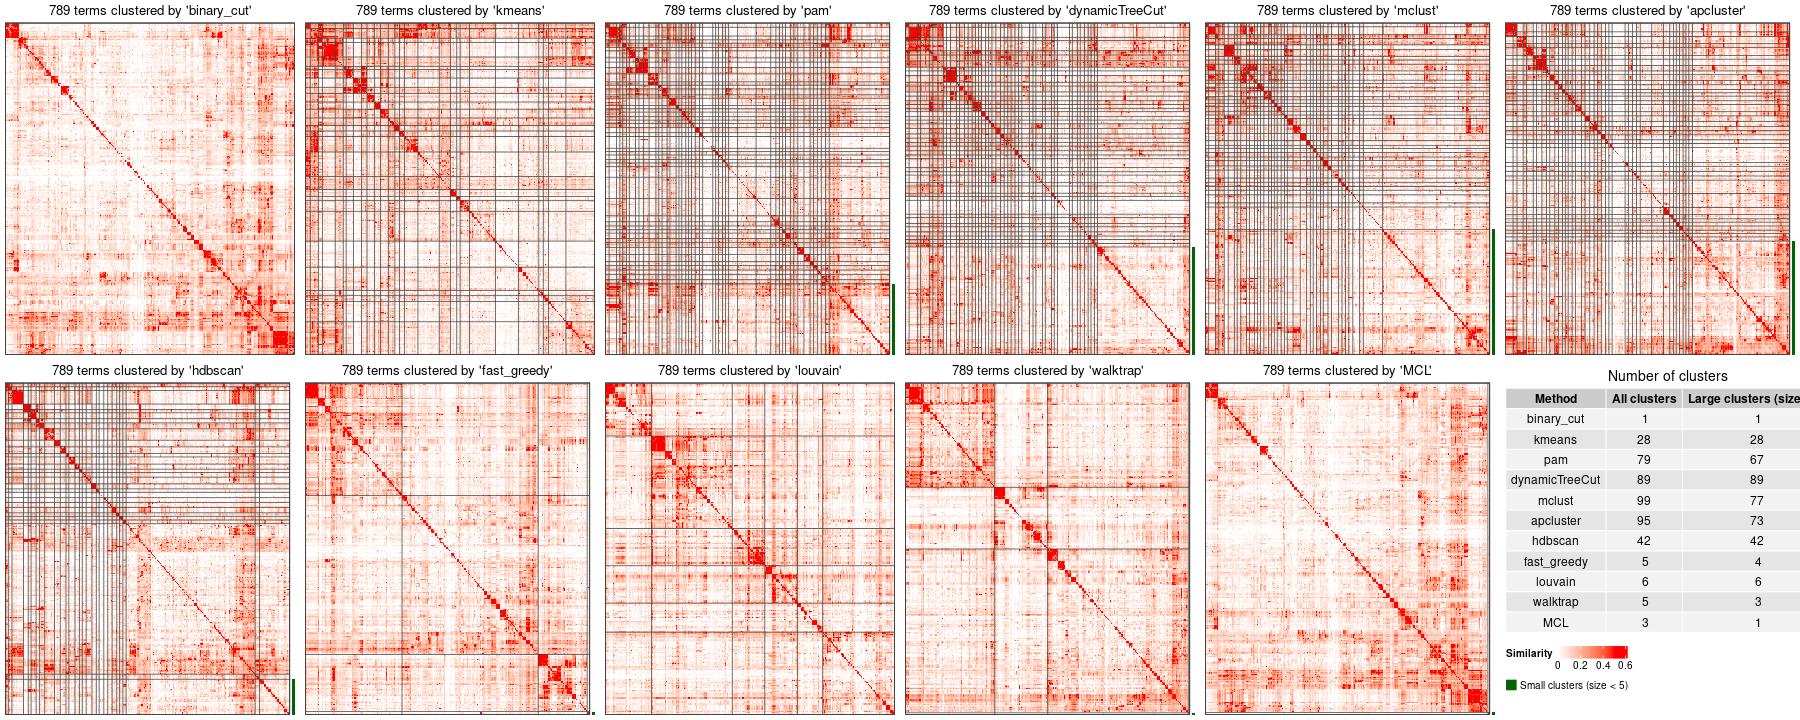 789 terms clustered by 'binary_cut'
789 terms clustered by 'kmeans'
789 terms clustered by 'pam'
789 terms clustered by 'dynamicTreeCut'
789 terms clustered by 'mclust'
789 terms clustered by 'apcluster'
789 terms clustered by 'hdbscan'
789 terms clustered by 'fast_greedy'
789 terms clustered by 'louvain'
789 terms clustered by 'walktrap'
789 terms clustered by 'MCL'
Number of clusters
Method All clusters Large clusters (size
binary_cut 1 1
kmeans 28 28
pam 79 67
dynamicTreeCut 89 89
mclust 99 77
apcluster 95 73
hdbscan 42 42
fast_greedy 5 4
louvain 6 6
walktrap 5 3
MCL 3 1
Similarity
0 0.2 0.4 0.6
Small clusters (size < 5)